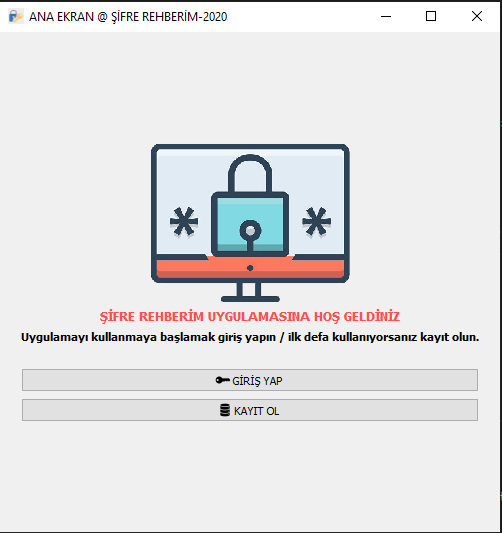 ANA EKRAN @ ŞİFRE REHBERİM-2020
ŞİFRE REHBERİM UYGULAMASINA HOŞ GELDİNİZ
Uygulamayı kullanmaya başlamak giriş yapın / ilk defa kullanıyorsanız kayıt olun.
GİRİŞ YAP
KAYIT OL